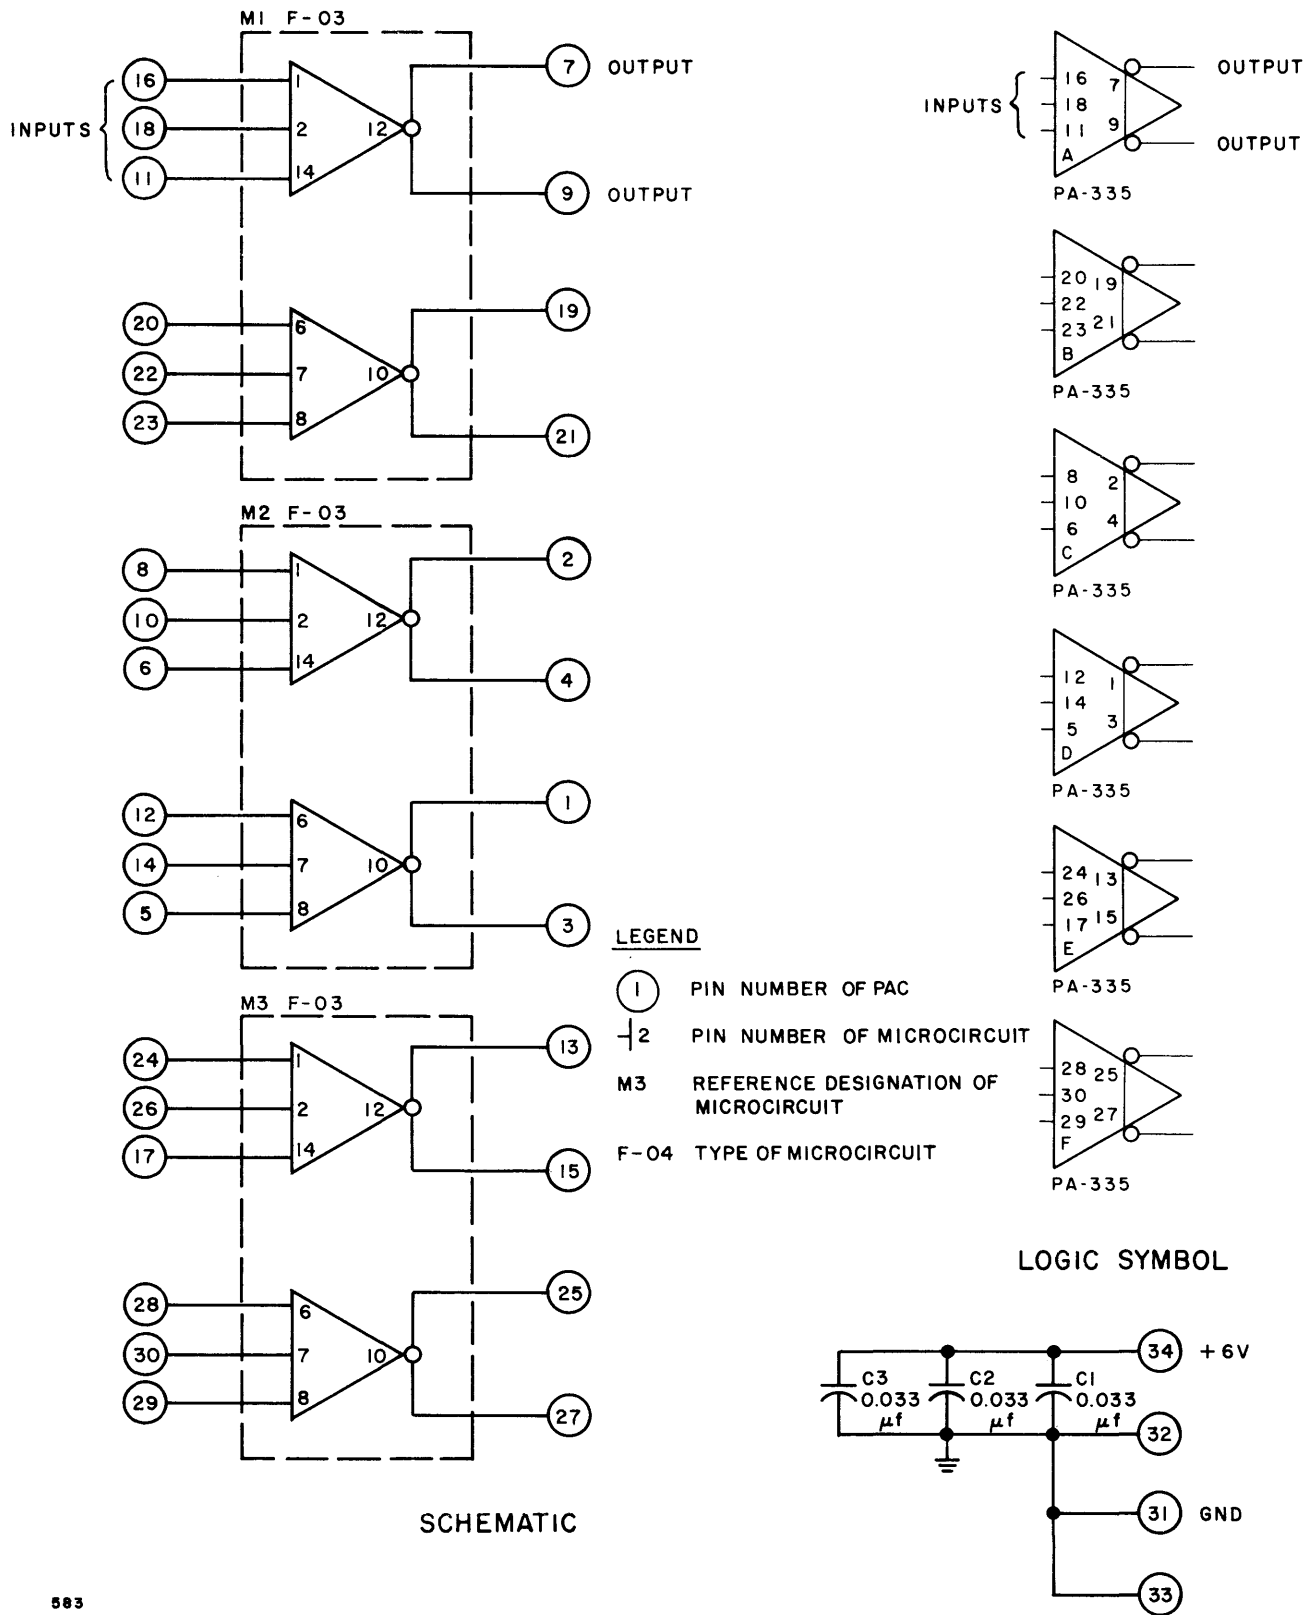 M1 F-03
INPUTS
16
18
11
1
2
14
12
7 OUTPUT
9 OUTPUT
20
22
23
6
7
8
10
19
21
M2 F-03
8
10
6
1
2
14
12
2
4
12
14
5
6
7
8
10
1
3
M3 F-03
24
26
17
1
2
14
12
13
15
28
30
29
6
7
8
10
25
27
SCHEMATIC
LEGEND
1 PIN NUMBER OF PAC
2 PIN NUMBER OF MICROCIRCUIT
M3 REFERENCE DESIGNATION OF
MICROCIRCUIT
F-04 TYPE OF MICROCIRCUIT
INPUTS
16 7
18
11 9
A
OUTPUT
OUTPUT
PA-335
20 19
22
23 21
B
PA-335
8 2
10
6 4
C
PA-335
12 1
14
5 3
D
PA-335
24 13
26
17 15
E
PA-335
28 25
30
29 27
F
PA-335
LOGIC SYMBOL
34 +6V
C3
0.033
μf
C2
0.033
μf
C1
0.033
μf
32
31 GND
33
583